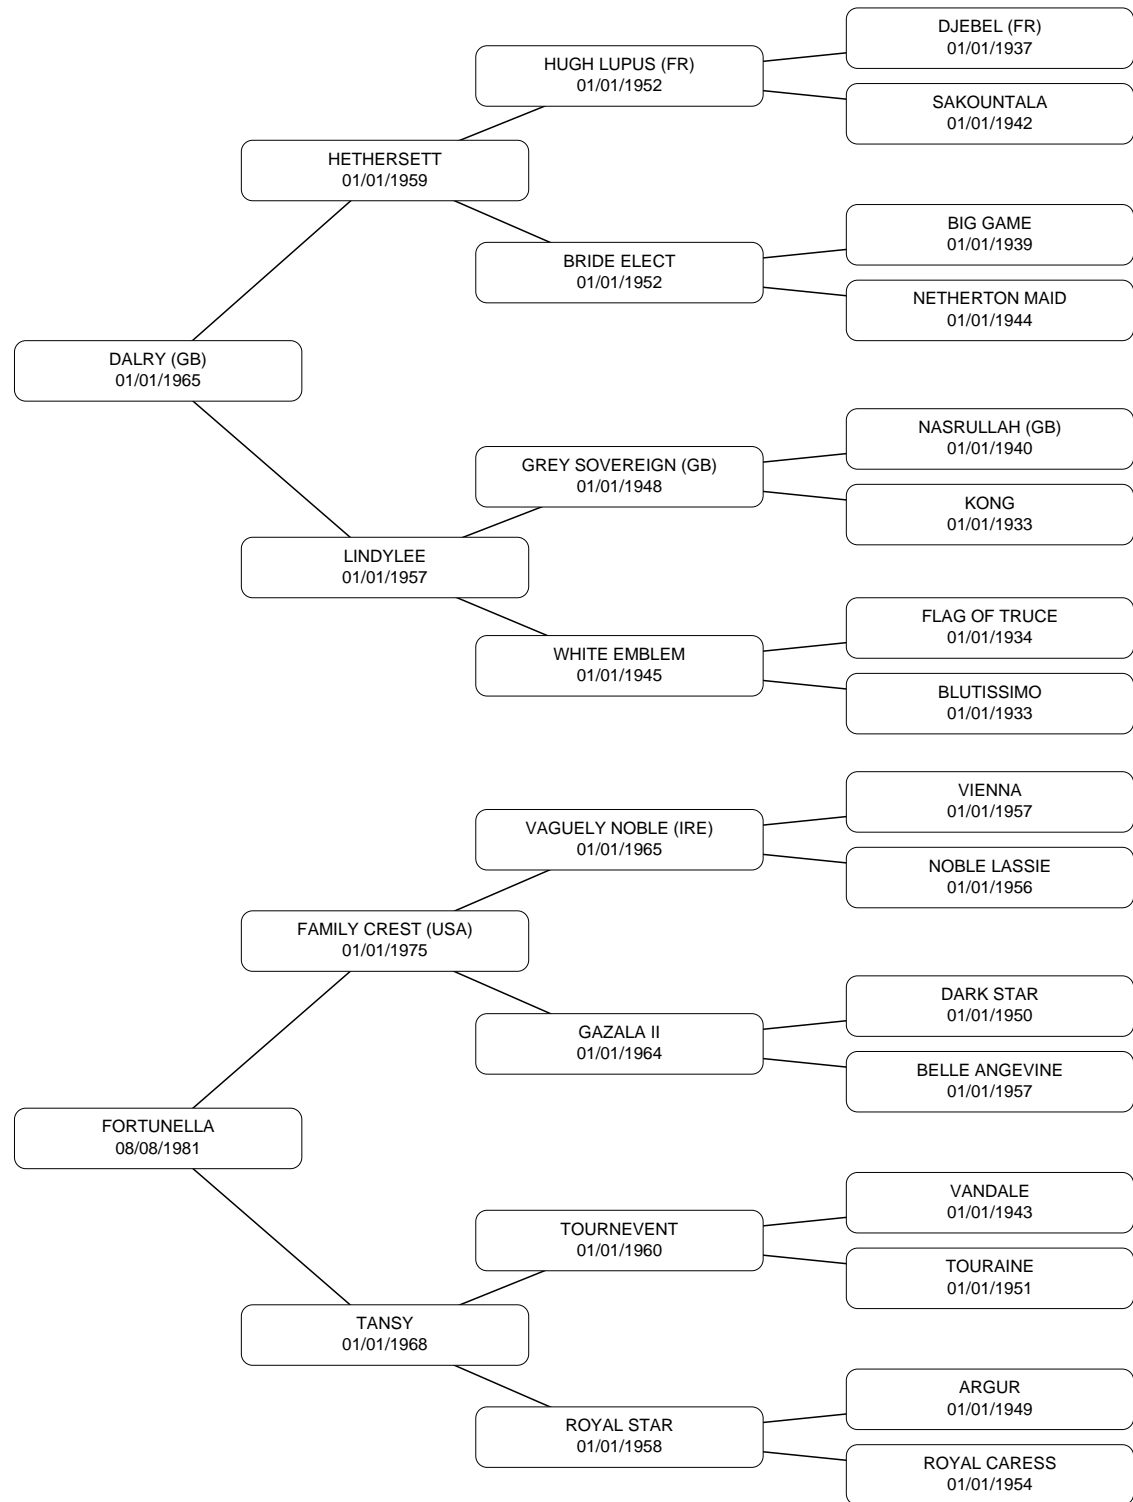 DJEBEL (FR)
01/01/1937
HUGH LUPUS (FR)
01/01/1952
SAKOUNTALA
01/01/1942
HETHERSETT
01/01/1959
BIG GAME
01/01/1939
BRIDE ELECT
01/01/1952
NETHERTON MAID
01/01/1944
DALRY (GB)
01/01/1965
NASRULLAH (GB)
01/01/1940
GREY SOVEREIGN (GB)
01/01/1948
KONG
01/01/1933
LINDYLEE
01/01/1957
FLAG OF TRUCE
01/01/1934
WHITE EMBLEM
01/01/1945
BLUTISSIMO
01/01/1933
VIENNA
01/01/1957
VAGUELY NOBLE (IRE)
01/01/1965
NOBLE LASSIE
01/01/1956
FAMILY CREST (USA)
01/01/1975
DARK STAR
01/01/1950
GAZALA II
01/01/1964
BELLE ANGEVINE
01/01/1957
FORTUNELLA
08/08/1981
VANDALE
01/01/1943
TOURNEVENT
01/01/1960
TOURAINE
01/01/1951
TANSY
01/01/1968
ARGUR
01/01/1949
ROYAL STAR
01/01/1958
ROYAL CARESS
01/01/1954